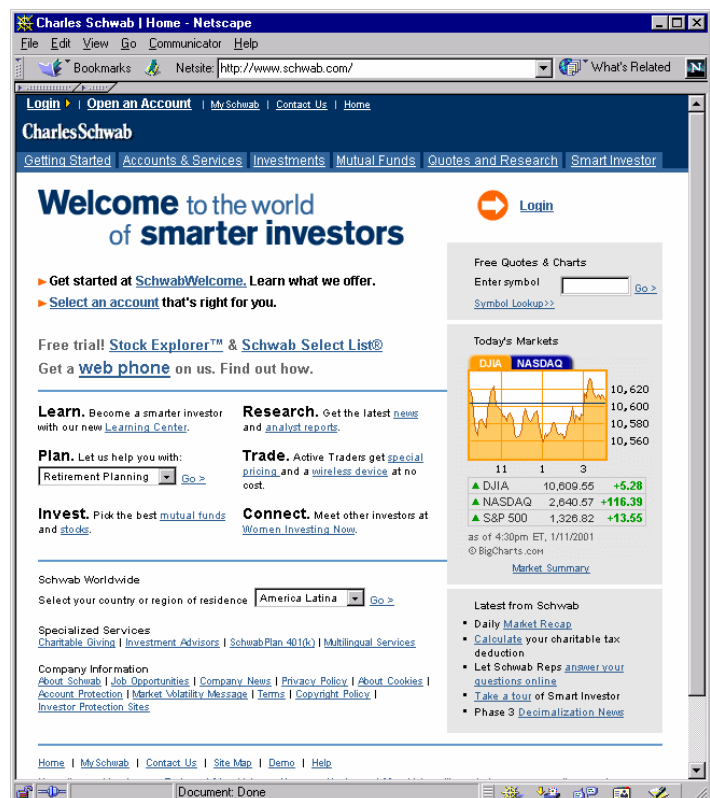 Charles Schwab | Home - Netscape
File Edit View Go Communicator Help
Bookmarks Netsite: http://www.schwab.com/ What's Related N
Login | Open an Account | My Schwab | Contact Us | Home
Charles Schwab
Getting Started Accounts & Services Investments Mutual Funds Quotes and Research Smart Investor
Welcome to the world
of smarter investors
Login
► Get started at SchwabWelcome. Learn what we offer.
► Select an account that's right for you.
Free Quotes & Charts
Enter symbol Go >
Symbol Lookup>>
Free trial! Stock Explorer™ & Schwab Select List®
Get a web phone on us. Find out how.
Learn. Become a smarter investor
with our new Learning Center.
Research. Get the latest news
and analyst reports.
Plan. Let us help you with:
Retirement Planning Go >
Trade. Active Traders get special
pricing and a wireless device at no
cost.
Invest. Pick the best mutual funds
and stocks.
Connect. Meet other investors at
Women Investing Now.
Today's Markets
DJIA NASDAQ
10,620
10,600
10,580
10,560
11 1 3
▲ DJIA 10,609.55 +5.28
▲ NASDAQ 2,640.57 +116.39
▲ S&P 500 1,326.82 +13.55
as of 4:30pm ET, 1/11/2001
© BigCharts.com
Market Summary
Schwab Worldwide
Select your country or region of residence America Latina Go >
Specialized Services
Charitable Giving | Investment Advisors | SchwabPlan 401(k) | Multilingual Services
Company Information
About Schwab | Job Opportunities | Company News | Privacy Policy | About Cookies |
Account Protection | Market Volatility Message | Terms | Copyright Policy |
Investor Protection Sites
Latest from Schwab
▪ Daily Market Recap
▪ Calculate your charitable tax
deduction
▪ Let Schwab Reps answer your
questions online
▪ Take a tour of Smart Investor
▪ Phase 3 Decimalization News
Home | MySchwab | Contact Us | Site Map | Demo | Help
Document: Done